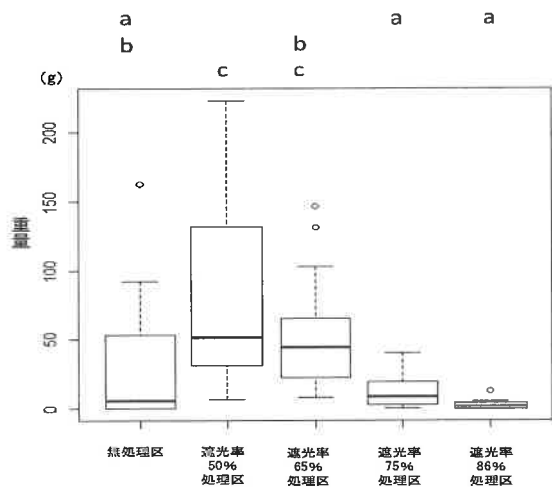 a a a
b b
c c
(g)
200
150
100
50
0
重量
無処理区 遮光率 遮光率 遮光率 遮光率
50% 65% 75% 86%
処理区 処理区 処理区 処理区